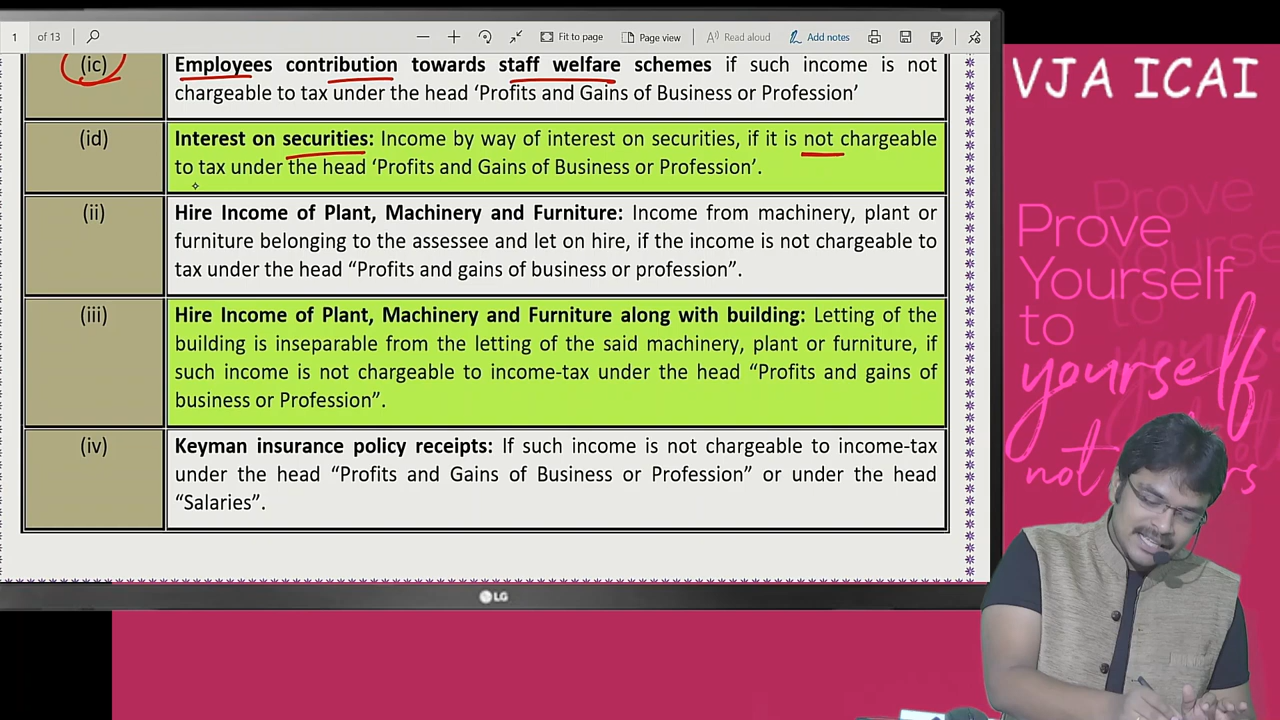 1 of 13 Fit to page Page view Read aloud Add notes
(ic) Employees contribution towards staff welfare schemes if such income is not
chargeable to tax under the head 'Profits and Gains of Business or Profession'
(id) Interest on securities: Income by way of interest on securities, if it is not chargeable
to tax under the head 'Profits and Gains of Business or Profession'.
(ii) Hire Income of Plant, Machinery and Furniture: Income from machinery, plant or
furniture belonging to the assessee and let on hire, if the income is not chargeable to
tax under the head "Profits and gains of business or profession".
(iii) Hire Income of Plant, Machinery and Furniture along with building: Letting of the
building is inseparable from the letting of the said machinery, plant or furniture, if
such income is not chargeable to income-tax under the head "Profits and gains of
business or Profession".
(iv) Keyman insurance policy receipts: If such income is not chargeable to income-tax
under the head "Profits and Gains of Business or Profession" or under the head
"Salaries".
LG
VJA ICAI
Prove
Yourself
to
yourself
not